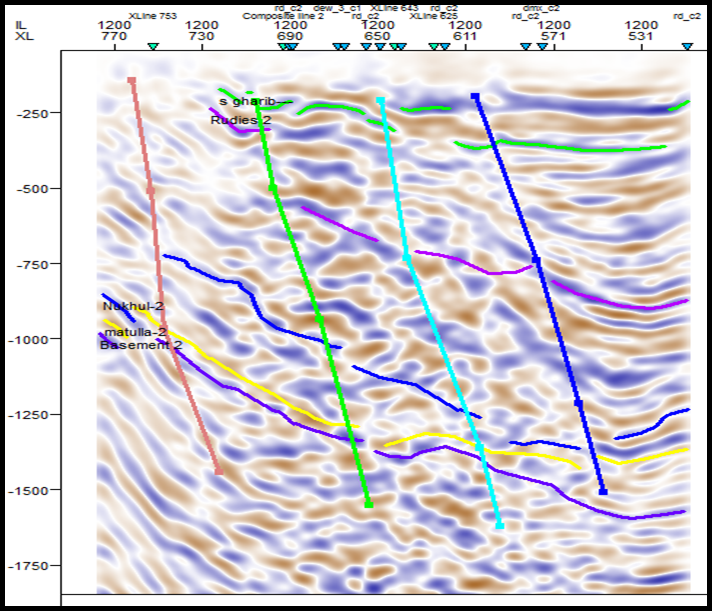 rd_c2 dew_3_c1 XLine 643 rd_c2 dmx_c2
XLine 753 Composite line 2 rd_c2 XLine 525 rd_c2 rd_c2
IL 1200 1200 1200 1200 1200 1200 1200
XL 770 730 690 650 611 571 531
s gharib
-250
Rudies 2
-500
-750
Nukhul-2
matulla-2
-1000
Basement 2
-1250
-1500
-1750